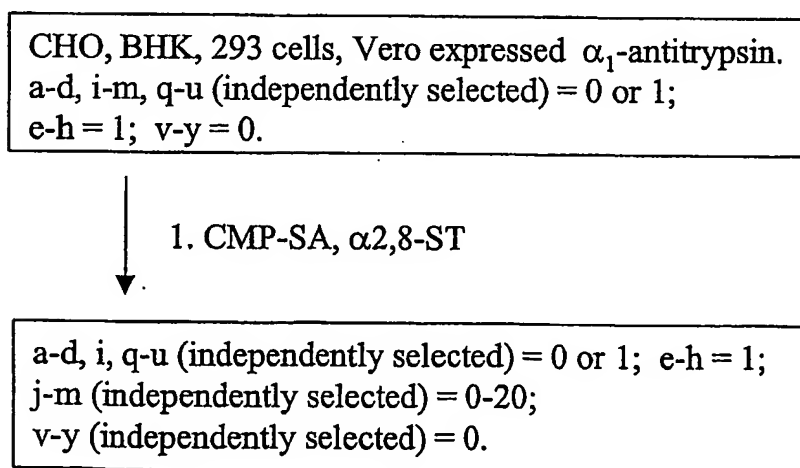 CHO, BHK, 293 cells, Vero expressed α₁-antitrypsin.
a-d, i-m, q-u (independently selected) = 0 or 1;
e-h = 1; v-y = 0.
1. CMP-SA, α2,8-ST
a-d, i, q-u (independently selected) = 0 or 1; e-h = 1;
j-m (independently selected) = 0-20;
v-y (independently selected) = 0.